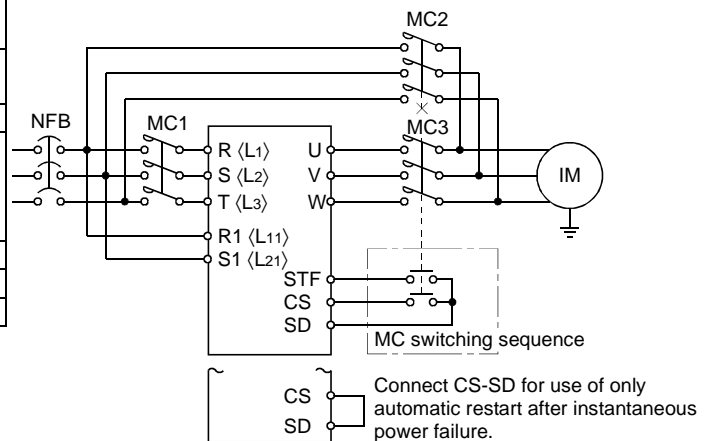 MC2
NFB
MC1
MC3
R〈L1〉
U
S〈L2〉
V
T〈L3〉
W
IM
R1〈L11〉
S1〈L21〉
STF
CS
SD
MC switching sequence
CS
SD
Connect CS-SD for use of only
automatic restart after instantaneous
power failure.